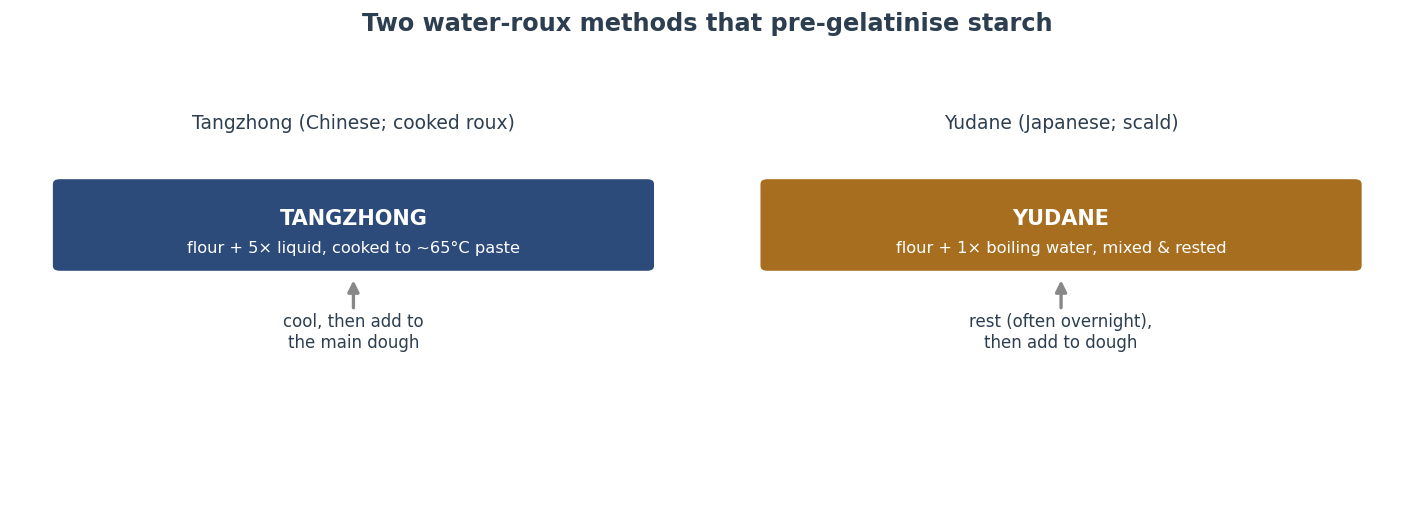 Two water-roux methods that pre-gelatinise starch
Tangzhong (Chinese; cooked roux)
TANGZHONG
flour + 5× liquid, cooked to ~65°C paste
cool, then add to
the main dough
Yudane (Japanese; scald)
YUDANE
flour + 1× boiling water, mixed & rested
rest (often overnight),
then add to dough